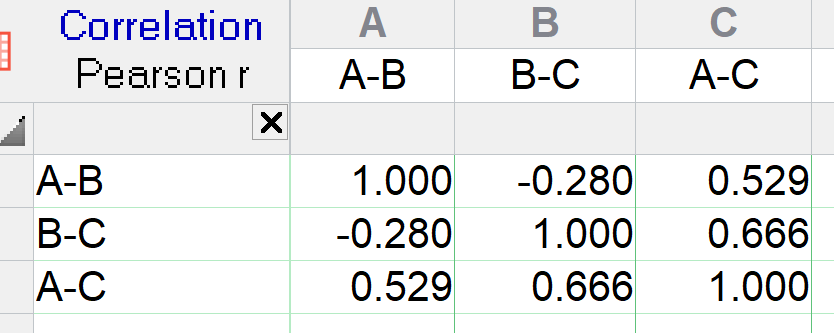 Correlation A B C
Pearson r A-B B-C A-C
A-B 1.000 -0.280 0.529
B-C -0.280 1.000 0.666
A-C 0.529 0.666 1.000